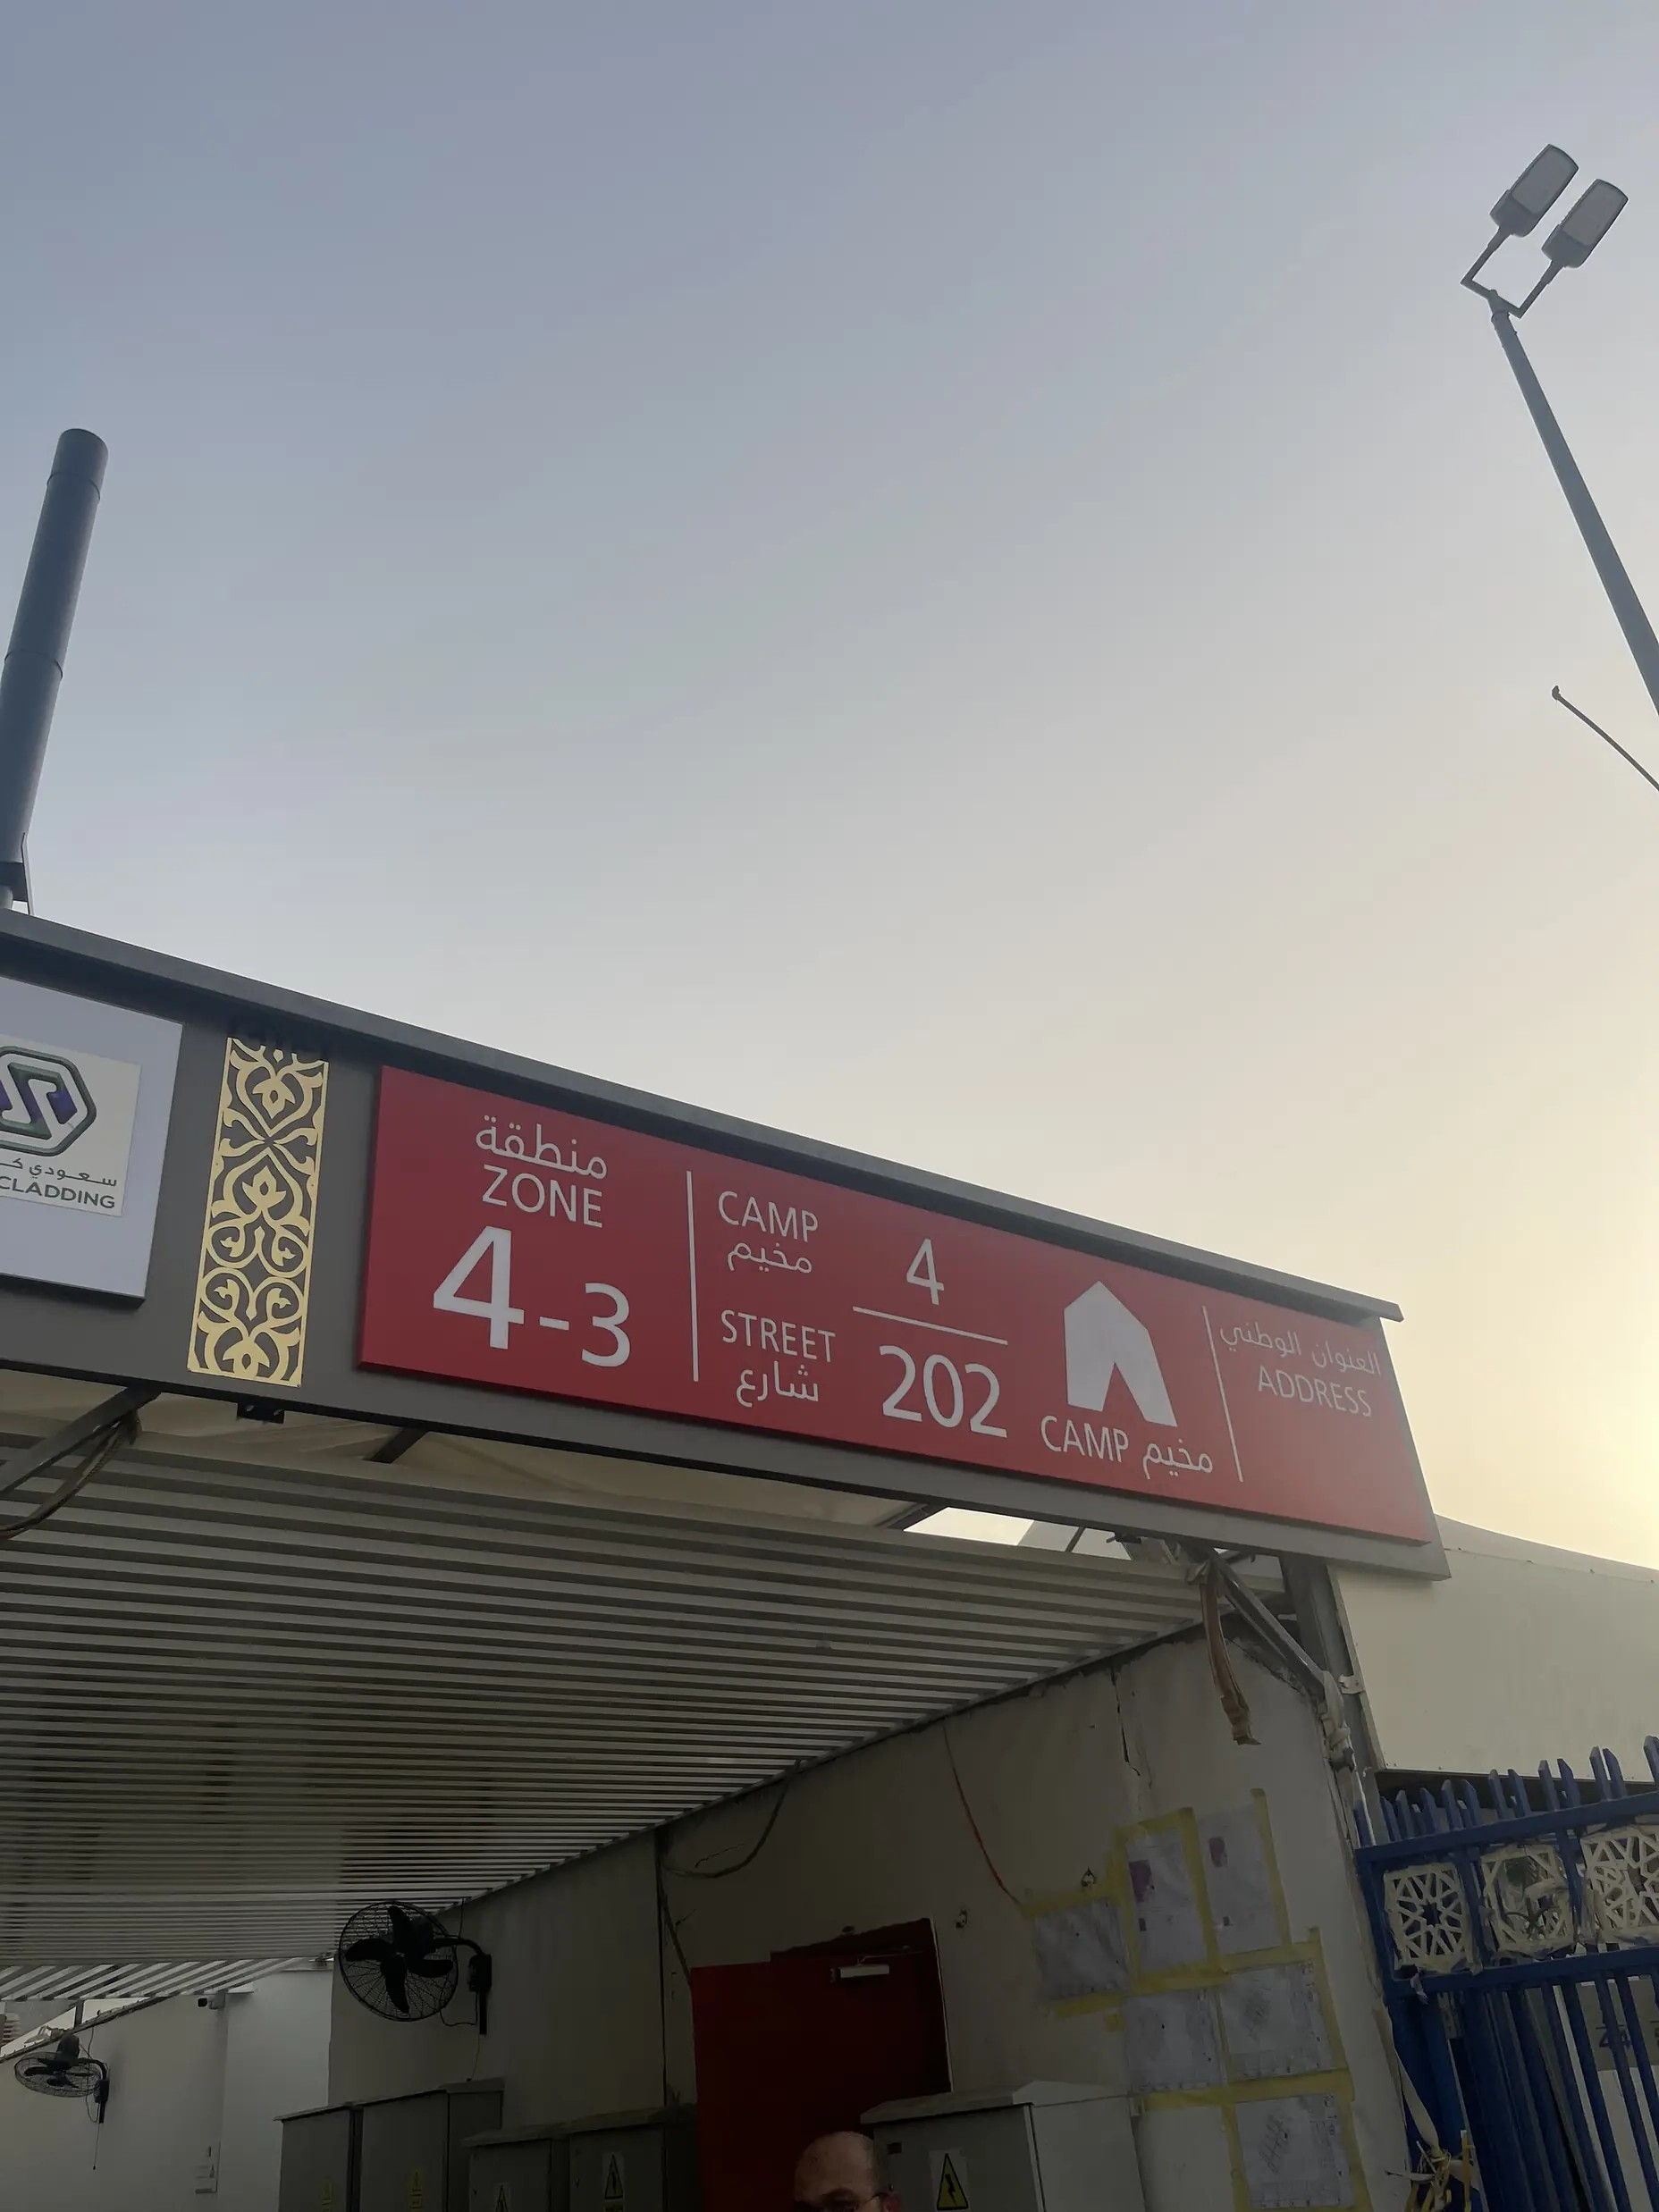 سعودي
CLADDING
منطقة
ZONE
4-3
CAMP
مخيم
4
STREET
شارع
202
CAMP مخيم
العنوان الوطني
ADDRESS